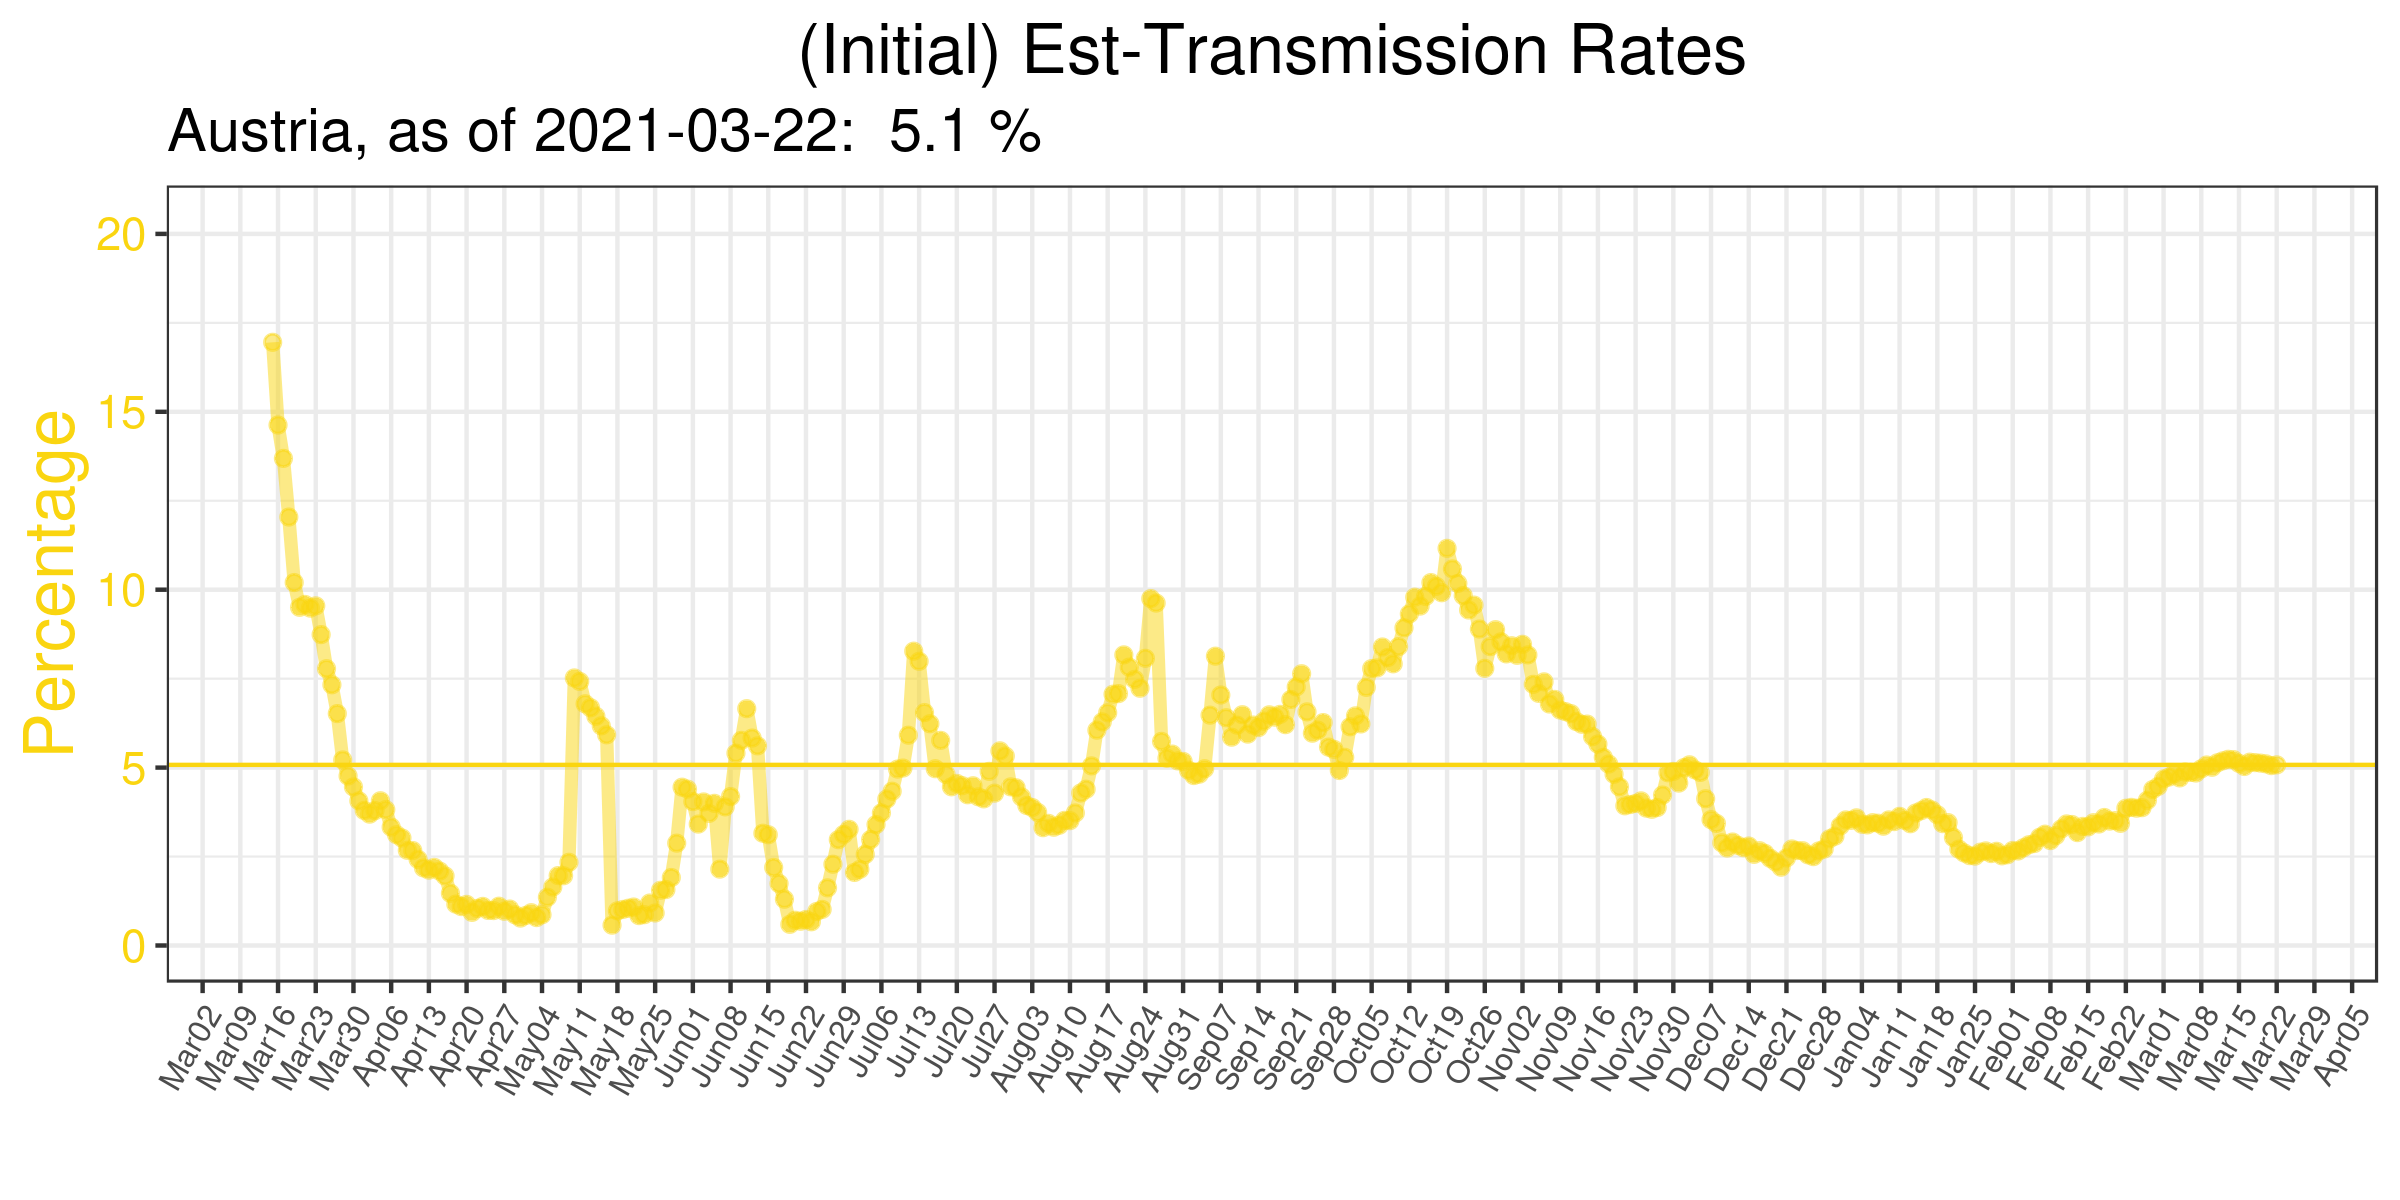 (Initial) Est-Transmission Rates
Austria, as of 2021-03-22:  5.1 %
Percentage
20
15
10
5
0
Mar02
Mar09
Mar16
Mar23
Mar30
Apr06
Apr13
Apr20
Apr27
May04
May11
May18
May25
Jun01
Jun08
Jun15
Jun22
Jun29
Jul06
Jul13
Jul20
Jul27
Aug03
Aug10
Aug17
Aug24
Aug31
Sep07
Sep14
Sep21
Sep28
Oct05
Oct12
Oct19
Oct26
Nov02
Nov09
Nov16
Nov23
Nov30
Dec07
Dec14
Dec21
Dec28
Jan04
Jan11
Jan18
Jan25
Feb01
Feb08
Feb15
Feb22
Mar01
Mar08
Mar15
Mar22
Mar29
Apr05